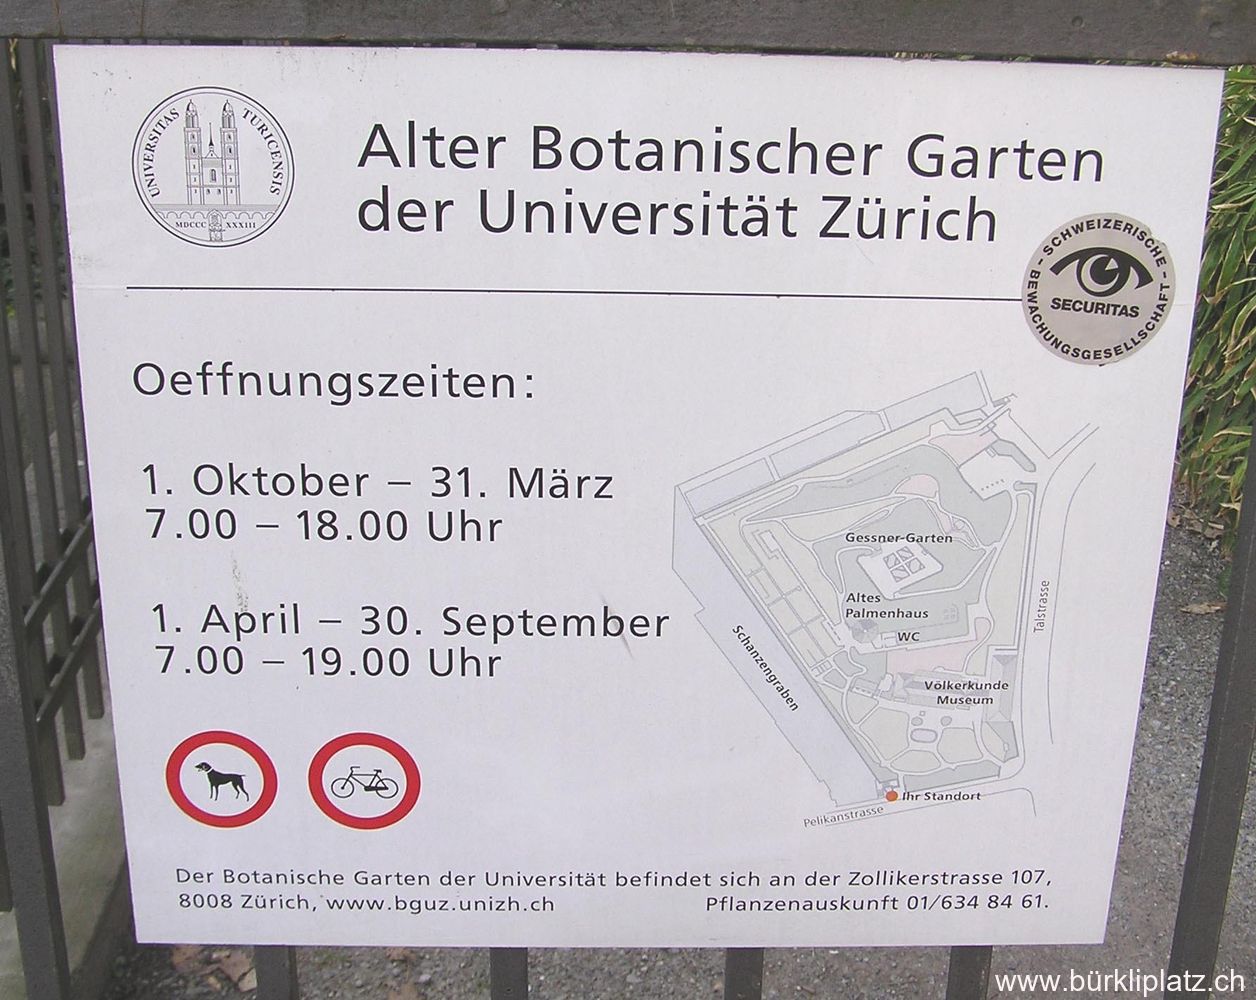 UNIVERSITAS TURICENSIS
MDCCC XXXIII
Alter Botanischer Garten
der Universität Zürich
SCHWEIZERISCHE
SECURITAS
- BEWACHUNGSGESELLSCHAFT -
Oeffnungszeiten:
1. Oktober – 31. März
7.00 – 18.00 Uhr
1. April – 30. September
7.00 – 19.00 Uhr
Gessner-Garten
Altes
Palmenhaus
WC
Talstrasse
Schanzengraben
Völkerkunde
Museum
Ihr Standort
Pelikanstrasse
Der Botanische Garten der Universität befindet sich an der Zollikerstrasse 107,
8008 Zürich, www.bguz.unizh.ch Pflanzenauskunft 01/634 84 61.
www.bürkliplatz.ch